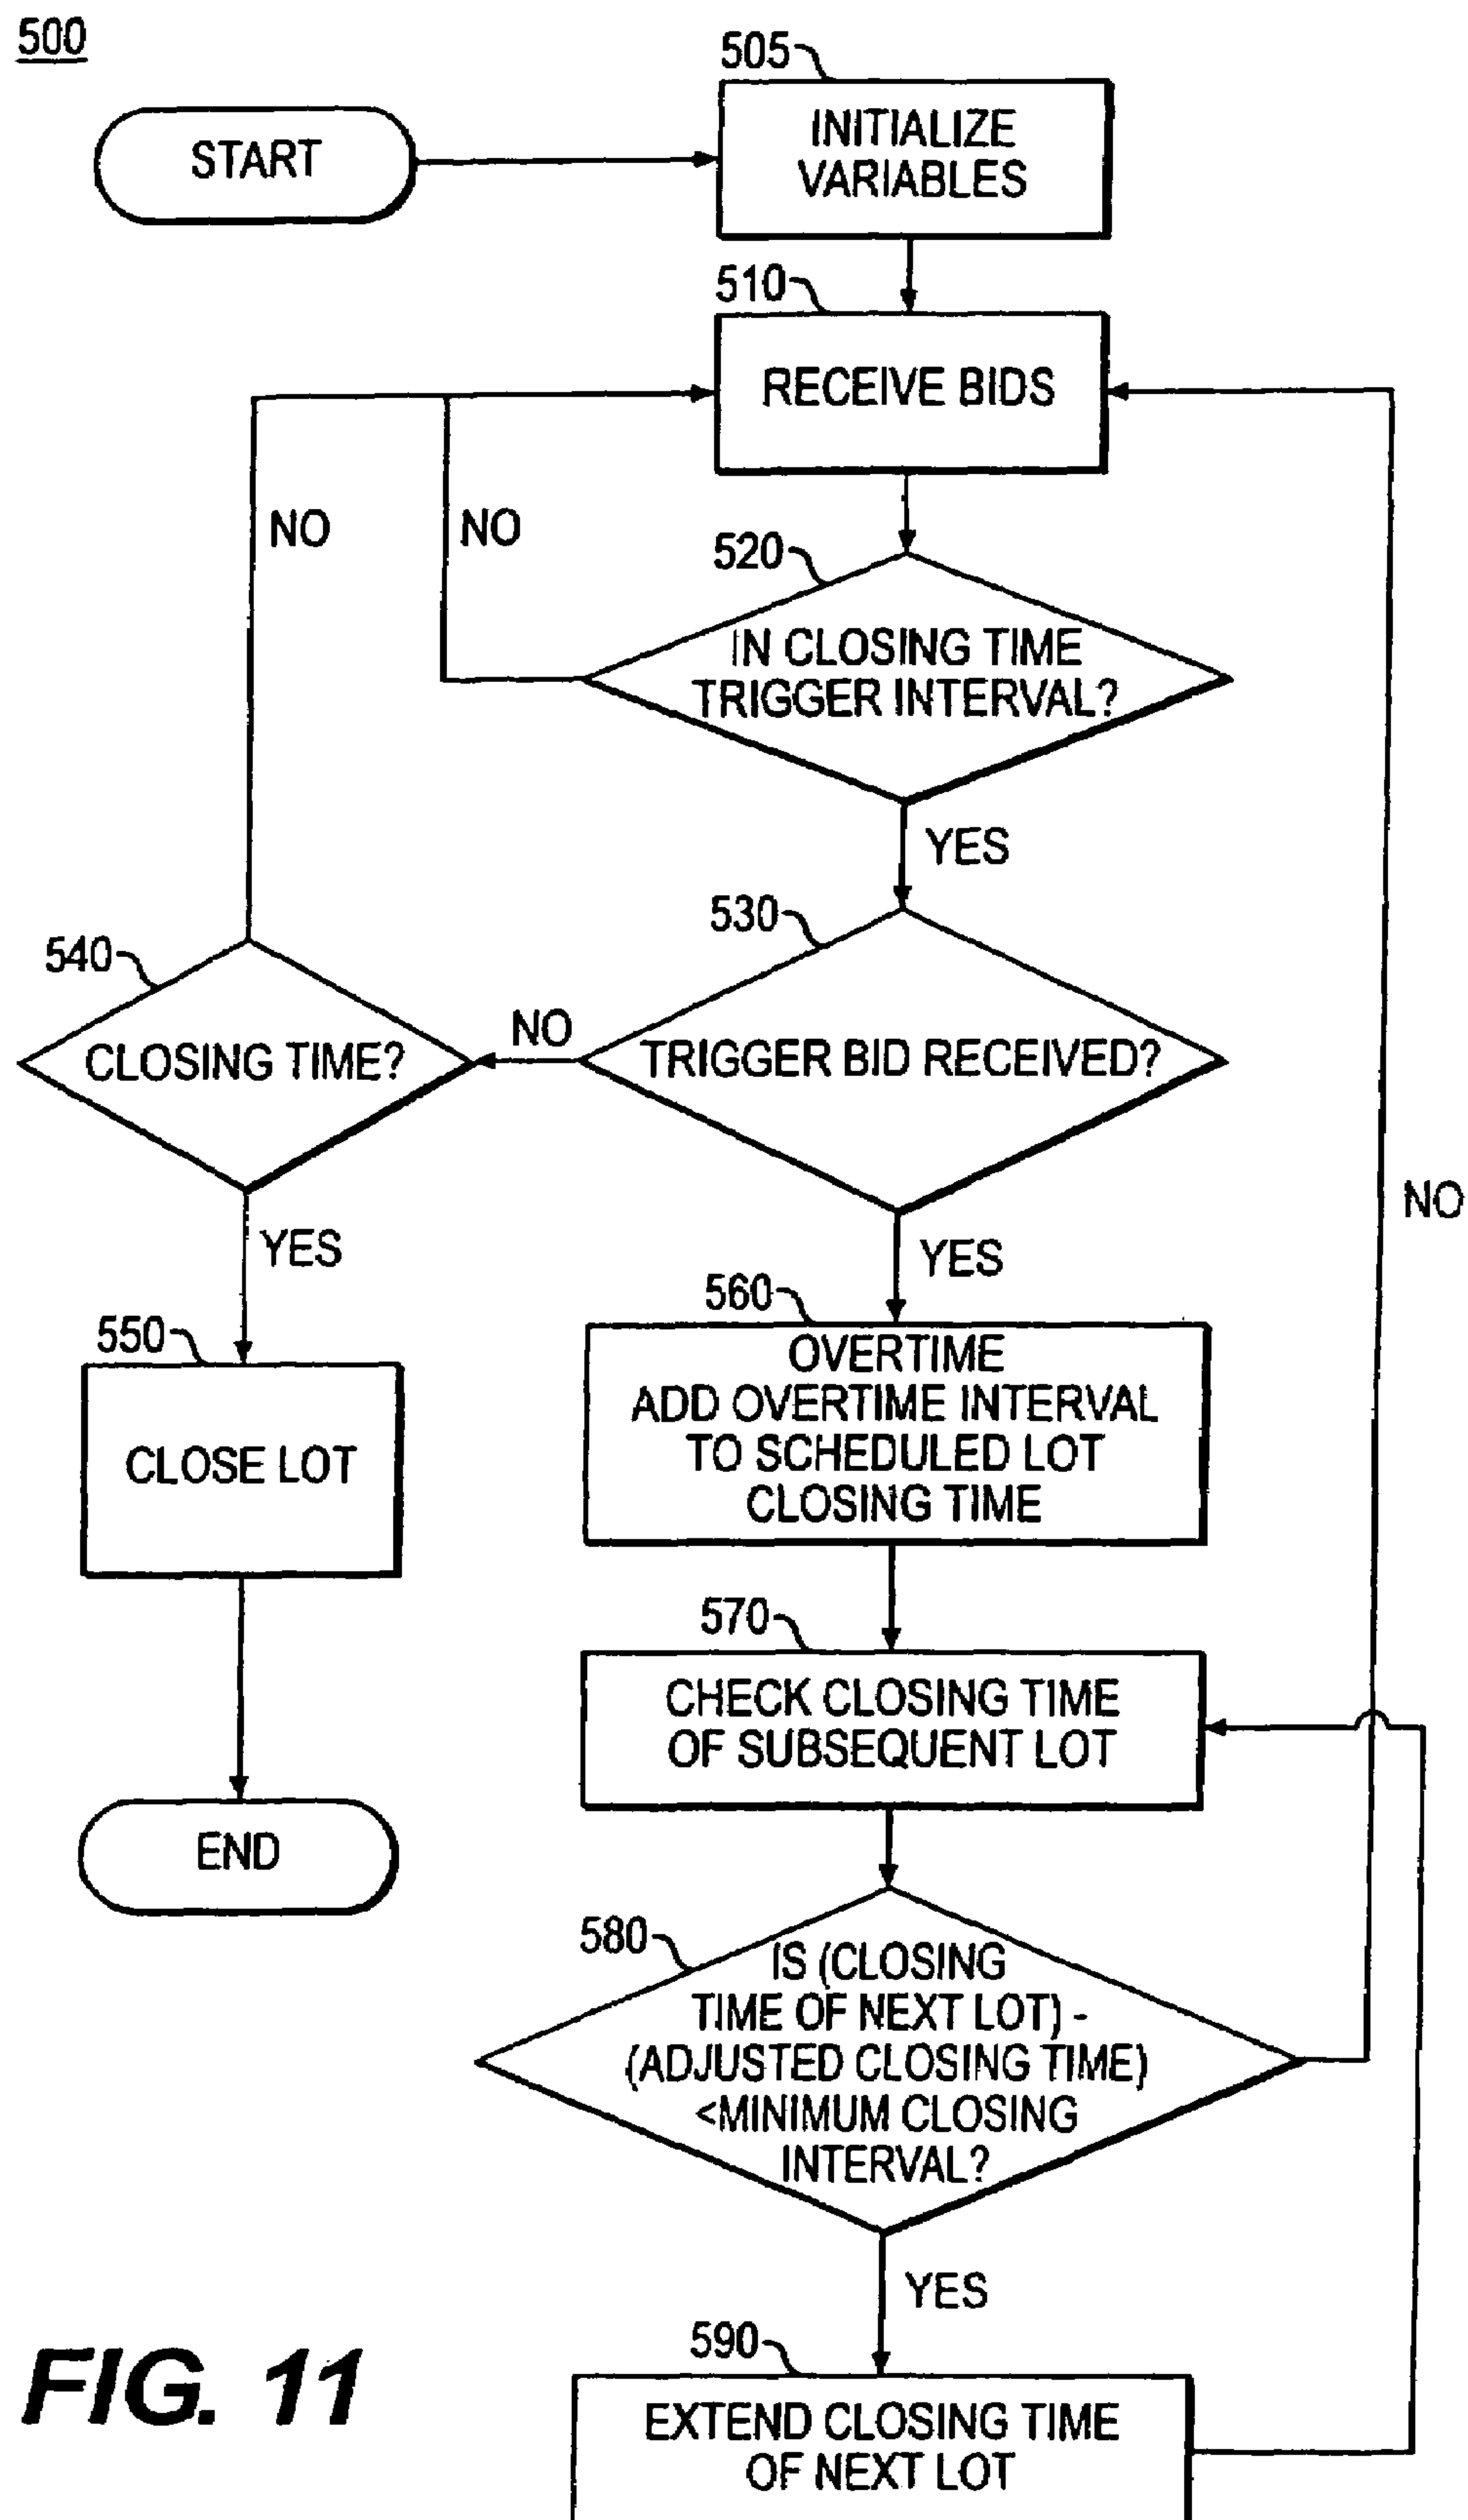 500
505
START
INITIALIZE
VARIABLES
510
RECEIVE BIDS
NO
NO
520
IN CLOSING TIME
TRIGGER INTERVAL?
YES
530
540
NO
CLOSING TIME?
TRIGGER BID RECEIVED?
NO
YES
YES
550
560
OVERTIME
ADD OVERTIME INTERVAL
TO SCHEDULED LOT
CLOSING TIME
CLOSE LOT
570
CHECK CLOSING TIME
OF SUBSEQUENT LOT
END
580
IS (CLOSING
TIME OF NEXT LOT) -
(ADJUSTED CLOSING TIME)
<MINIMUM CLOSING
INTERVAL?
YES
590
EXTEND CLOSING TIME
OF NEXT LOT
FIG. 11